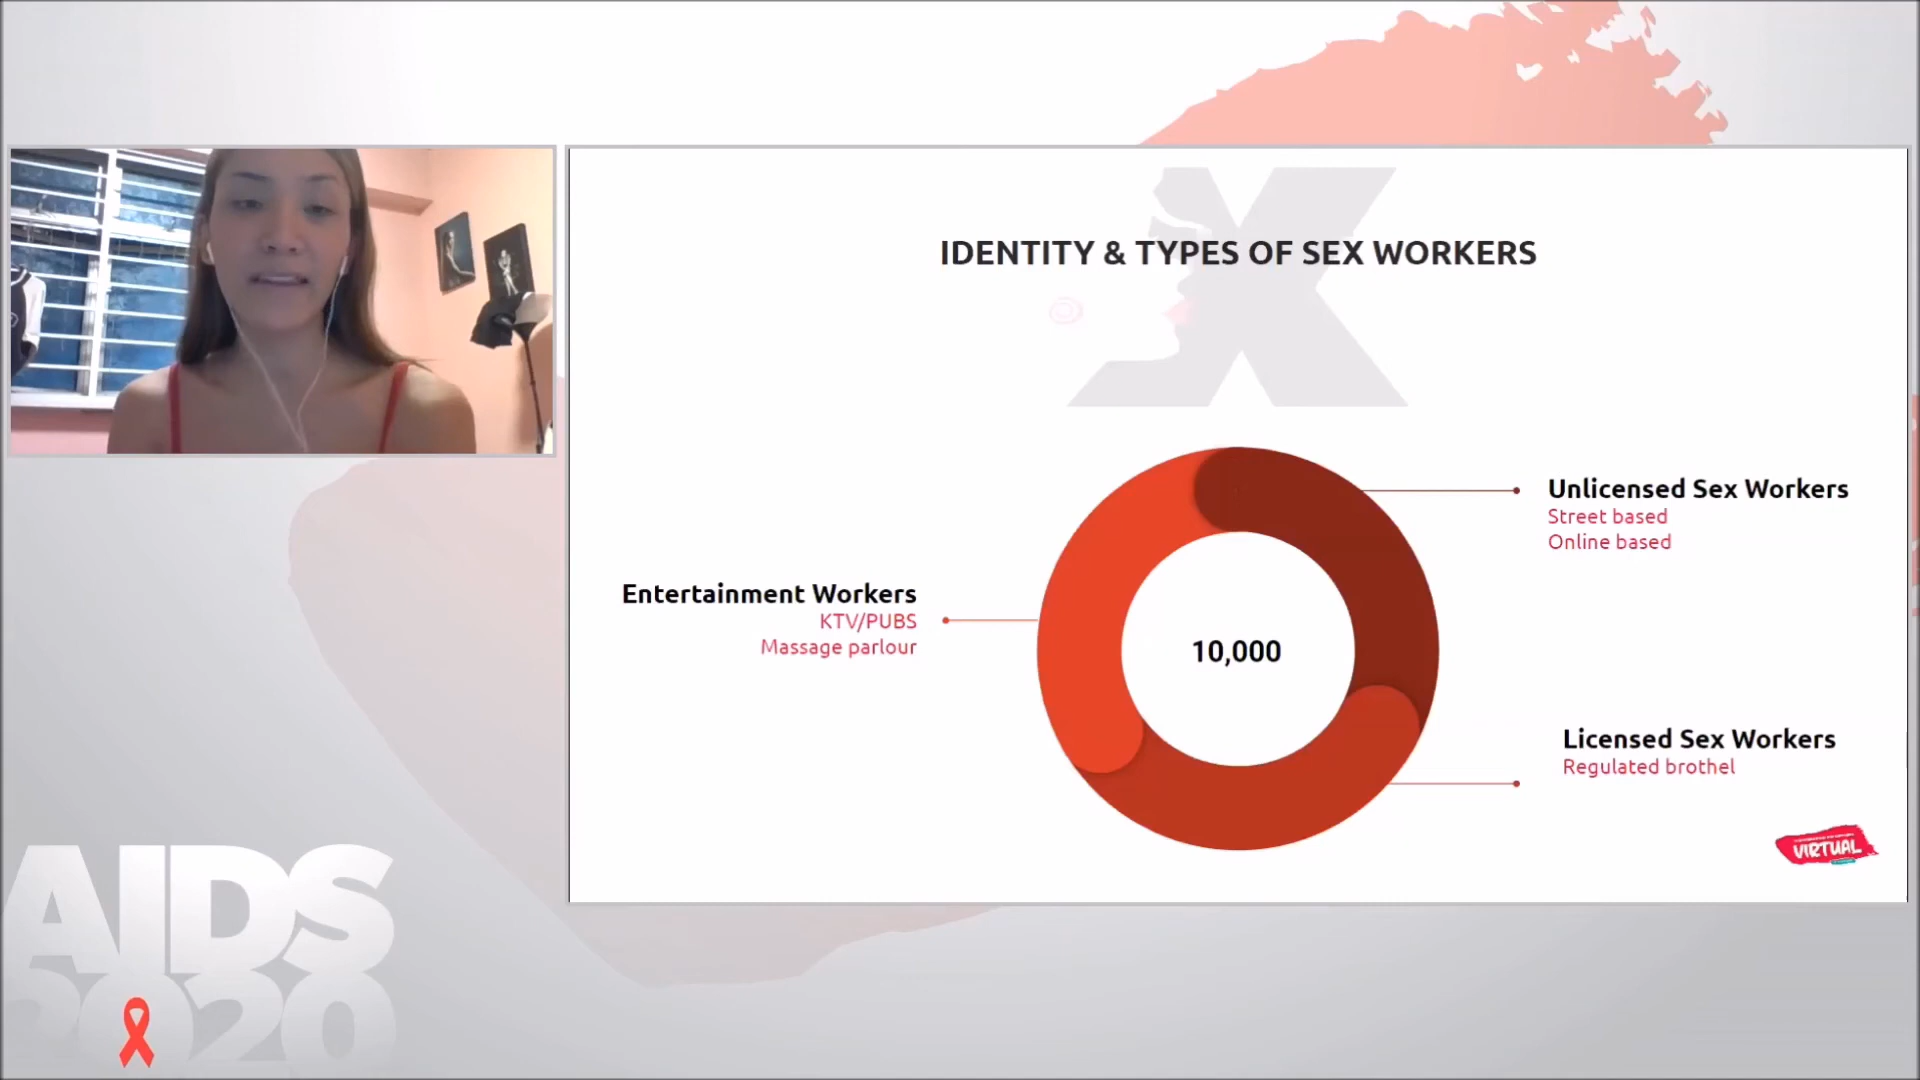 IDENTITY & TYPES OF SEX WORKERS
Unlicensed Sex Workers
Street based
Online based
Entertainment Workers
KTV/PUBS
Massage parlour
10,000
Licensed Sex Workers
Regulated brothel
VIRTUAL
AIDS
2020